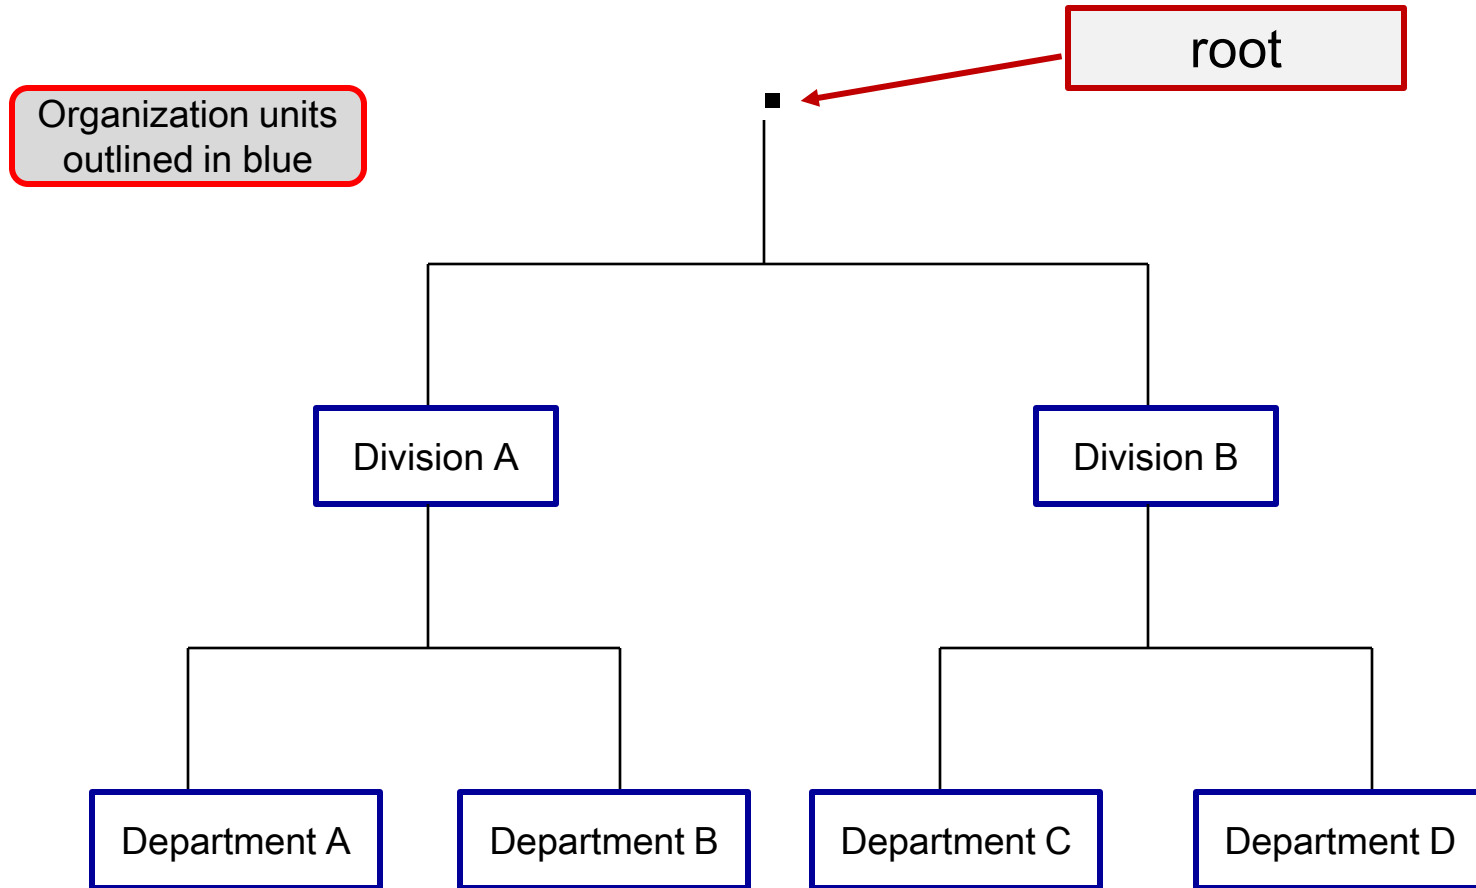 root
Organization units
outlined in blue
Division A
Division B
Department A
Department B
Department C
Department D